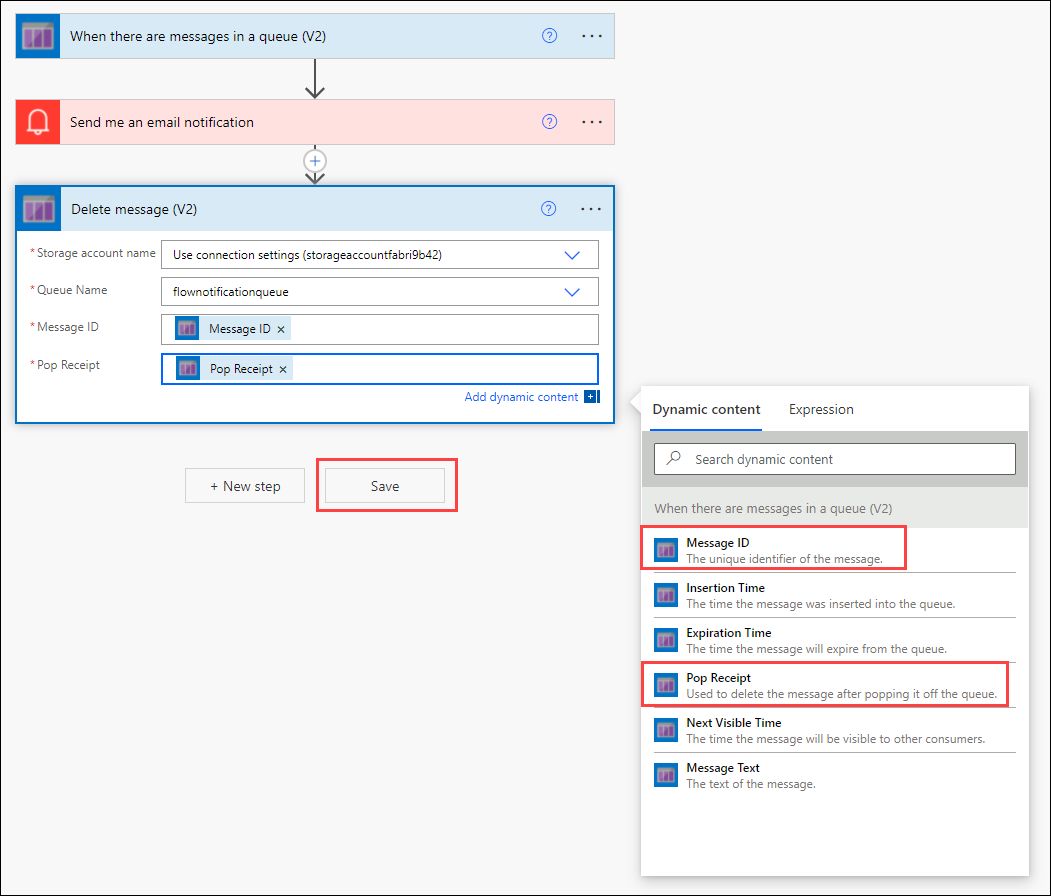 When there are messages in a queue (V2)
Send me an email notification
Delete message (V2)
* Storage account name
Use connection settings (storageaccountfabri9b42)
* Queue Name
flownotificationqueue
* Message ID
Message ID ×
* Pop Receipt
Pop Receipt ×
Add dynamic content
+ New step
Save
Dynamic content
Expression
Search dynamic content
When there are messages in a queue (V2)
Message ID
The unique identifier of the message.
Insertion Time
The time the message was inserted into the queue.
Expiration Time
The time the message will expire from the queue.
Pop Receipt
Used to delete the message after popping it off the queue.
Next Visible Time
The time the message will be visible to other consumers.
Message Text
The text of the message.